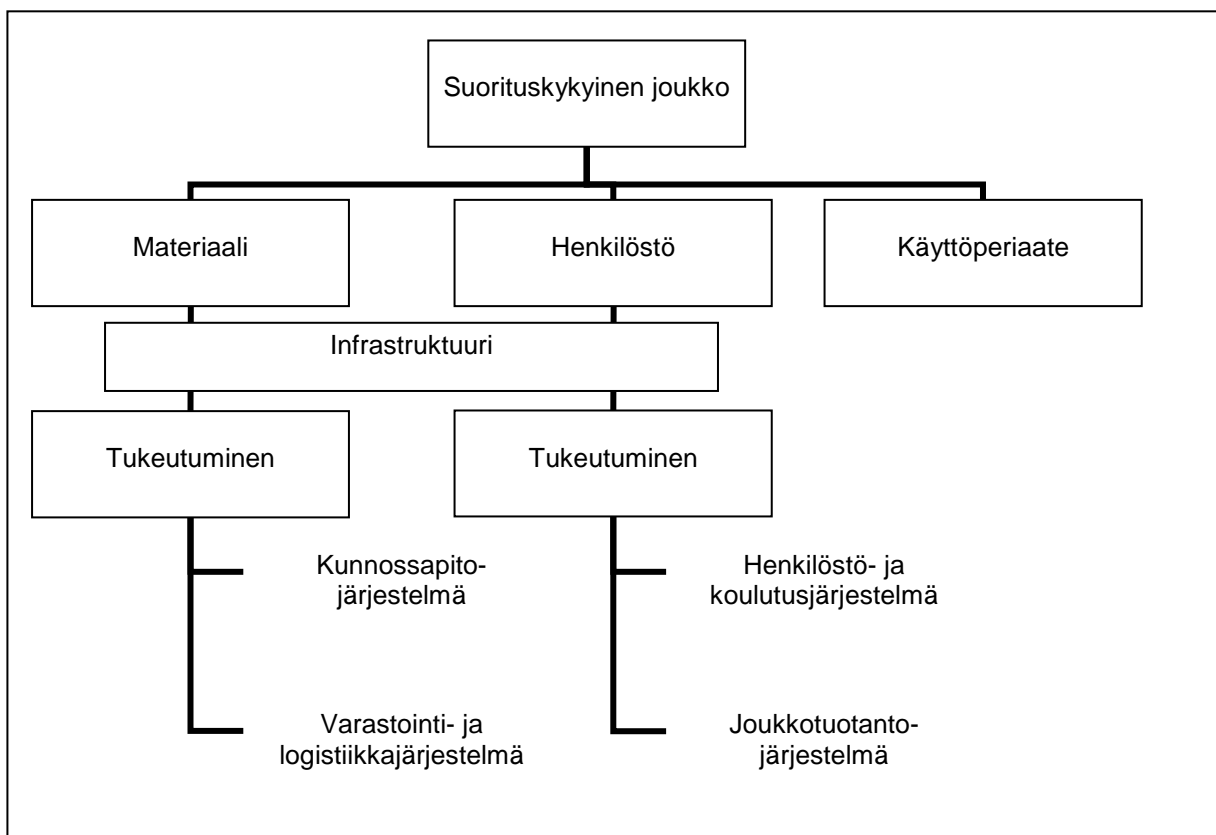 Suorituskykyinen joukko
Materiaali
Henkilöstö
Käyttöperiaate
Infrastruktuuri
Tukeutuminen
Tukeutuminen
Kunnossapito-
järjestelmä
Henkilöstö- ja
koulutusjärjestelmä
Varastointi- ja
logistiikkajärjestelmä
Joukkotuotanto-
järjestelmä